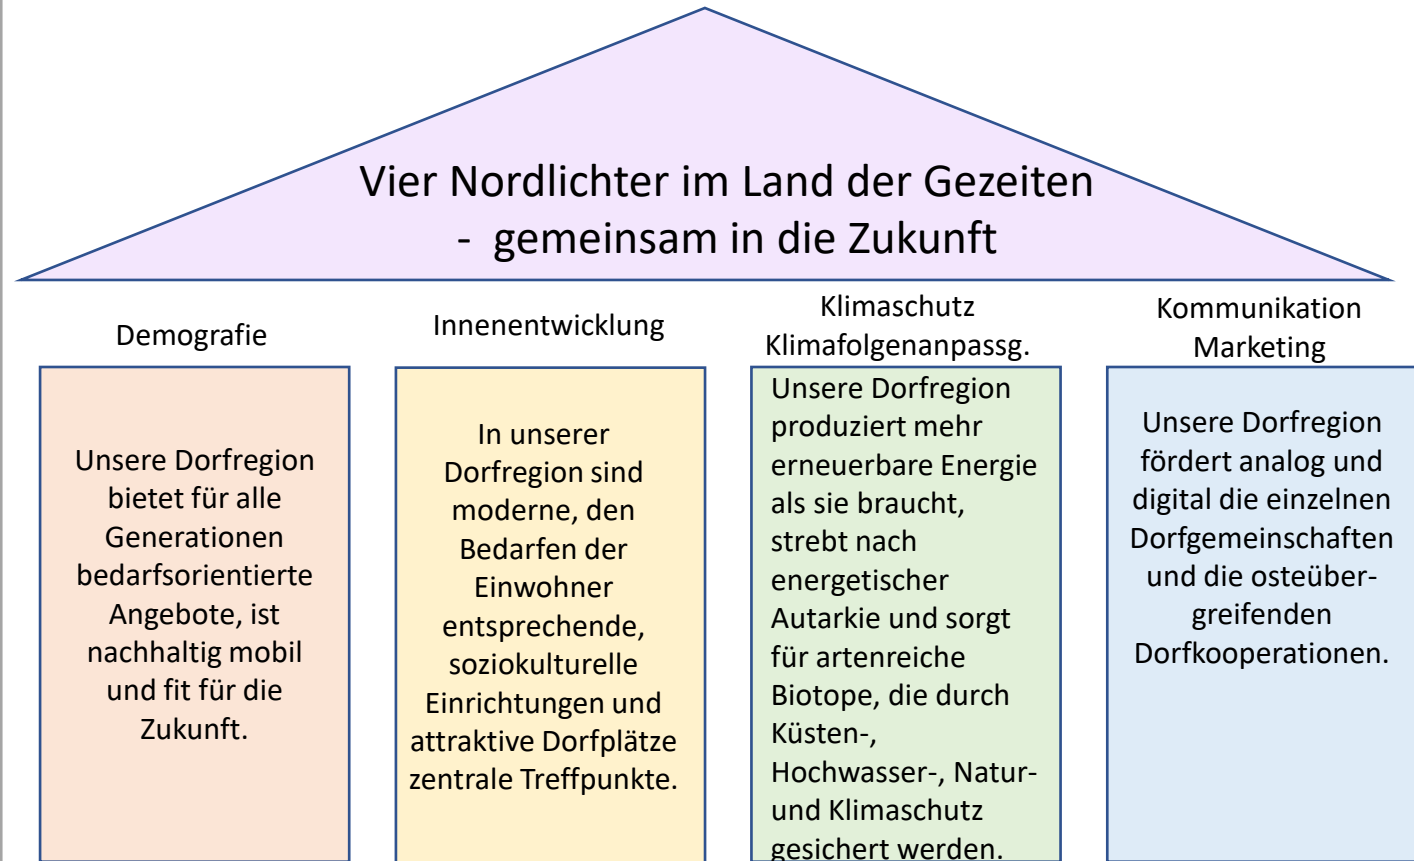 Vier Nordlichter im Land der Gezeiten
- gemeinsam in die Zukunft
Demografie
Unsere Dorfregion
bietet für alle
Generationen
bedarfsorientierte
Angebote, ist
nachhaltig mobil
und fit für die
Zukunft.
Innenentwicklung
In unserer
Dorfregion sind
moderne, den
Bedarfen der
Einwohner
entsprechende,
soziokulturelle
Einrichtungen und
attraktive Dorfplätze
zentrale Treffpunkte.
Klimaschutz
Klimafolgenanpassg.
Unsere Dorfregion
produziert mehr
erneuerbare Energie
als sie braucht,
strebt nach
energetischer
Autarkie und sorgt
für artenreiche
Biotope, die durch
Küsten-,
Hochwasser-, Natur-
und Klimaschutz
gesichert werden.
Kommunikation
Marketing
Unsere Dorfregion
fördert analog und
digital die einzelnen
Dorfgemeinschaften
und die osteüber-
greifenden
Dorfkooperationen.